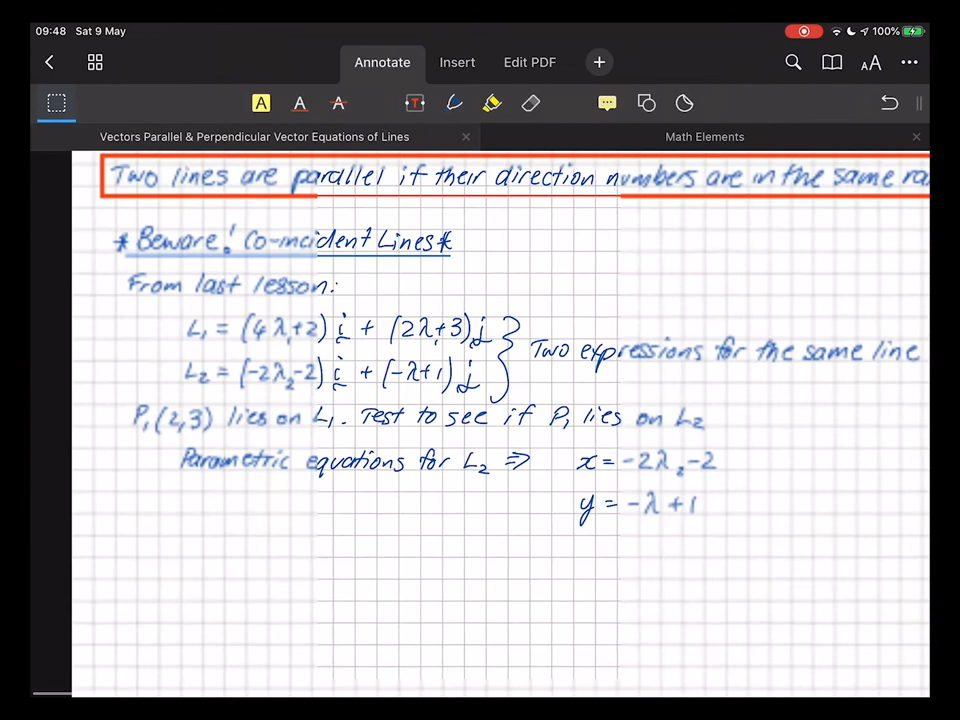 09:48 Sat 9 May 100%
Annotate Insert Edit PDF
AA
A A A T
Vectors Parallel & Perpendicular Vector Equations of Lines Math Elements
Two lines are parallel if their direction numbers are in the same
*Beware! Co-incident Lines*
From last lesson:
L₁ = (4λ₁+2) i + (2λ₁+3) j } Two expressions for the same line
L₂ = (-2λ₂-2) i + (-λ+1) j
P₁(2,3) lies on L₁. Test to see if P₁ lies on L₂
Parametric equations for L₂ ⇒ x = -2λ₂-2
y = -λ+1